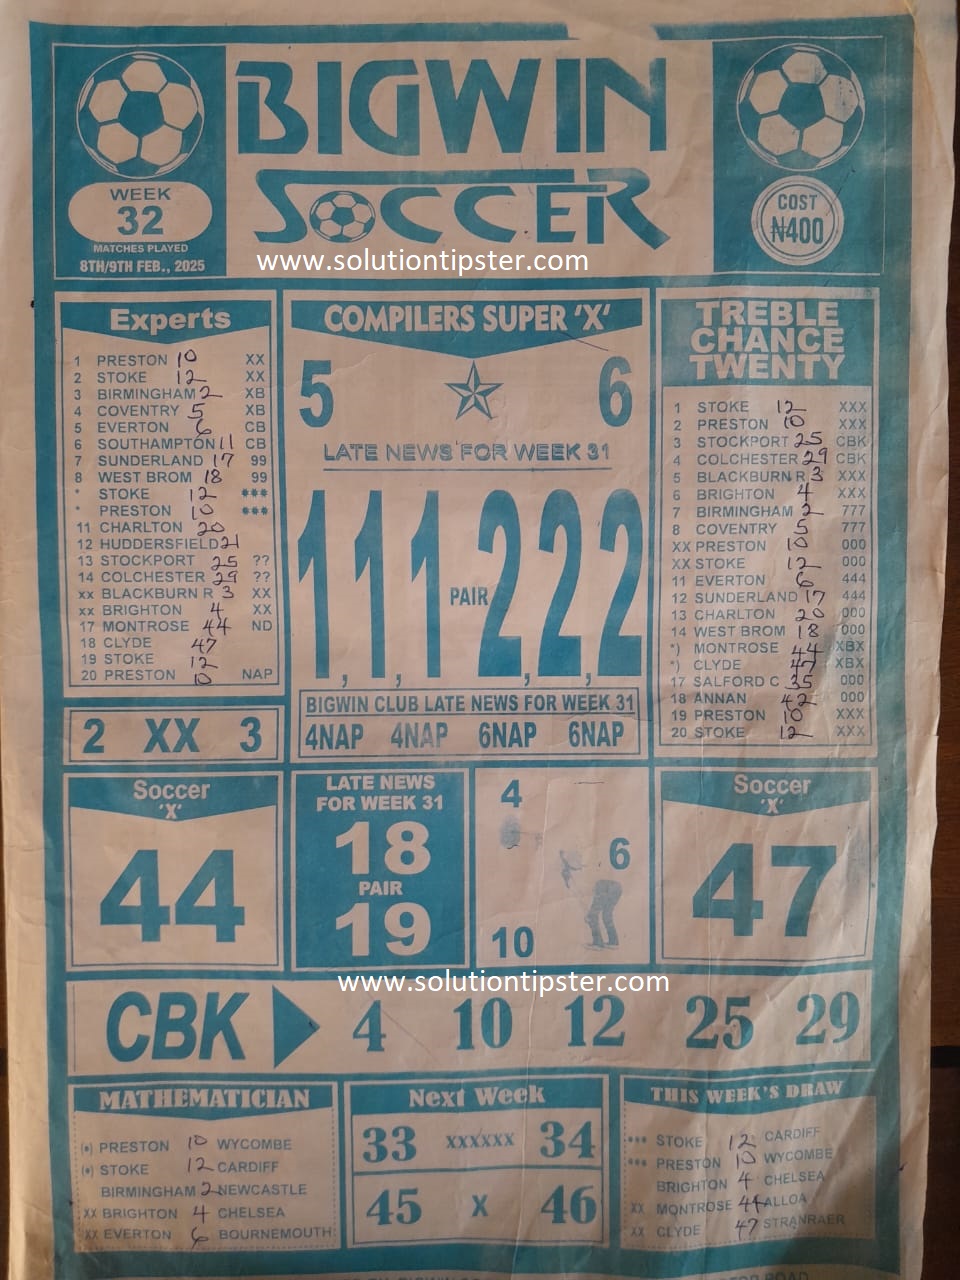 BIGWIN
SOCCER
WEEK
32
MATCHES PLAYED
8TH/9TH FEB., 2025
COST
₦400
www.solutiontipster.com
Experts
1 PRESTON 10 XX
2 STOKE 12 XX
3 BIRMINGHAM 2 XB
4 COVENTRY 5 XB
5 EVERTON 6 CB
6 SOUTHAMPTON 11 CB
7 SUNDERLAND 17 99
8 WEST BROM 18 99
* STOKE 12 ***
* PRESTON 10 ***
11 CHARLTON 20
12 HUDDERSFIELD 21
13 STOCKPORT 25 ??
14 COLCHESTER 29 ??
xx BLACKBURN R 3 XX
xx BRIGHTON 4 XX
17 MONTROSE 44 ND
18 CLYDE 47
19 STOKE 12
20 PRESTON 10 NAP
2 XX 3
COMPILERS SUPER 'X'
5 6
LATE NEWS FOR WEEK 31
1,1,1 PAIR 2,2,2
BIGWIN CLUB LATE NEWS FOR WEEK 31
4NAP 4NAP 6NAP 6NAP
TREBLE
CHANCE
TWENTY
1 STOKE 12 XXX
2 PRESTON 10 XXX
3 STOCKPORT 25 CBK
4 COLCHESTER 29 CBK
5 BLACKBURN R 3 XXX
6 BRIGHTON 4 XXX
7 BIRMINGHAM 2 777
8 COVENTRY 5 777
XX PRESTON 10 000
XX STOKE 12 000
11 EVERTON 6 444
12 SUNDERLAND 17 444
13 CHARLTON 20 000
14 WEST BROM 18 000
*) MONTROSE 44 XBX
*) CLYDE 47 XBX
17 SALFORD C 35 000
18 ANNAN 42 000
19 PRESTON 10 XXX
20 STOKE 12 XXX
Soccer
'X'
44
LATE NEWS
FOR WEEK 31
18
PAIR
19
4
6
10
Soccer
'X'
47
www.solutiontipster.com
CBK 4 10 12 25 29
MATHEMATICIAN
(•) PRESTON 10 WYCOMBE
(•) STOKE 12 CARDIFF
BIRMINGHAM 2 NEWCASTLE
XX BRIGHTON 4 CHELSEA
XX EVERTON 6 BOURNEMOUTH
Next Week
33 XXXXXX 34
45 X 46
THIS WEEK'S DRAW
*** STOKE 12 CARDIFF
*** PRESTON 10 WYCOMBE
BRIGHTON 4 CHELSEA
XX MONTROSE 44 ALLOA
XX CLYDE 47 STRANRAER